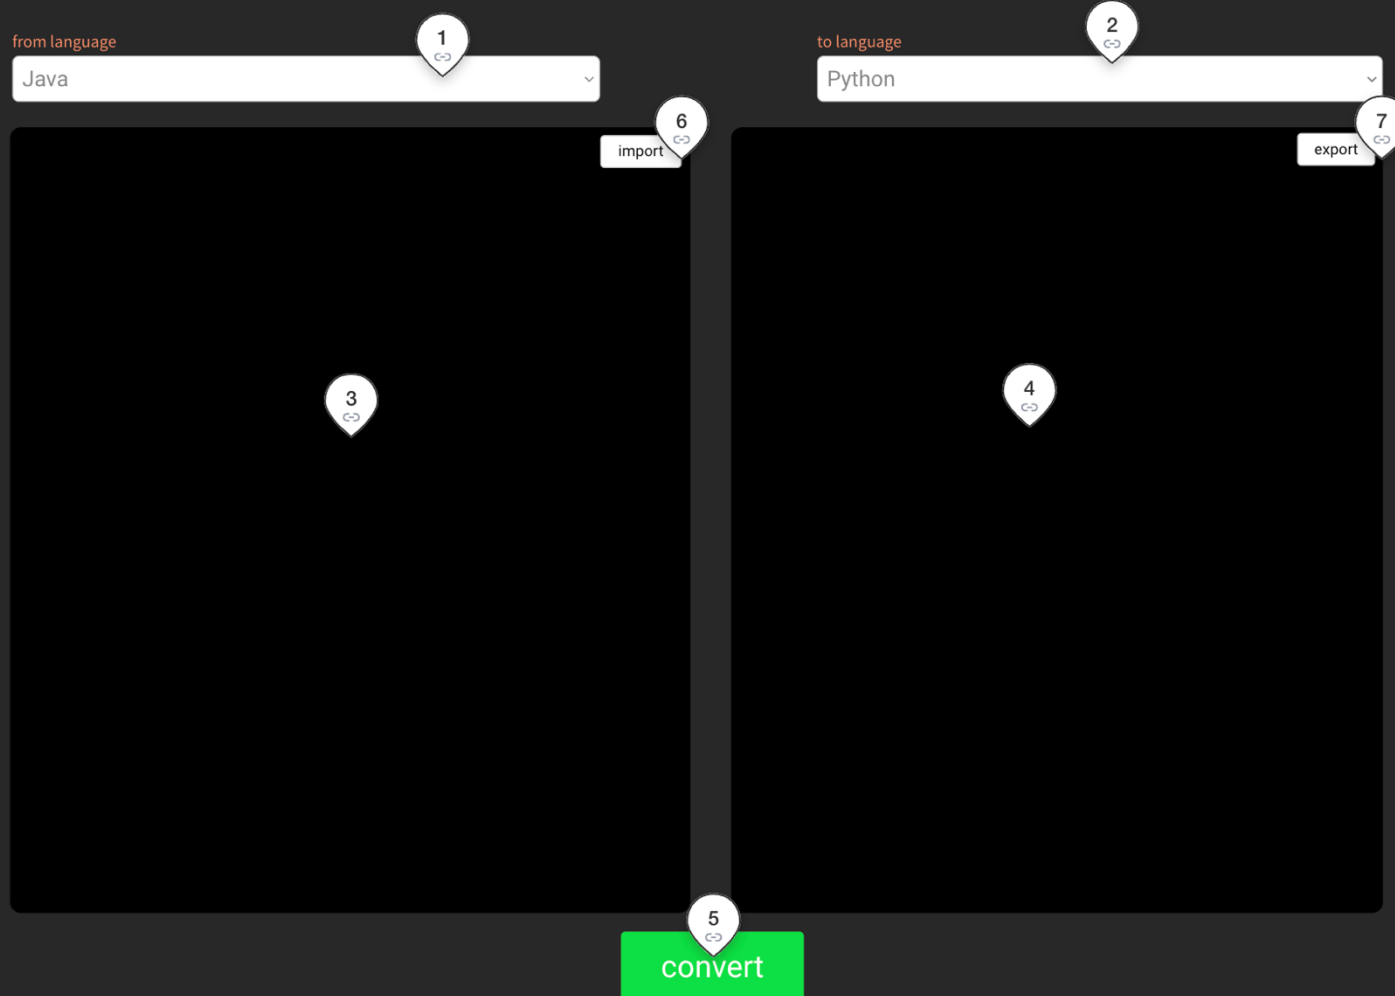 1
2
from language
to language
Java
Python
6
7
import
export
3
4
5
convert